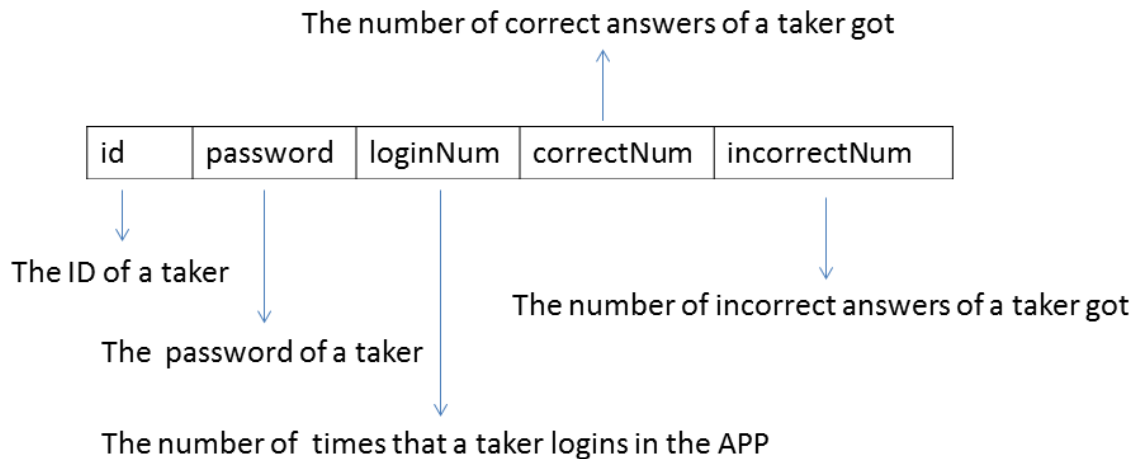 The number of correct answers of a taker got
id password loginNum correctNum incorrectNum
The ID of a taker
The number of incorrect answers of a taker got
The password of a taker
The number of times that a taker logins in the APP